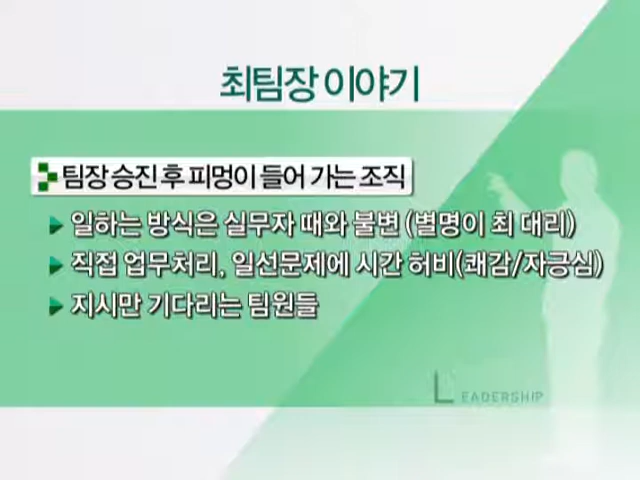 최팀장 이야기
팀장 승진 후 피멍이 들어 가는 조직
일하는 방식은 실무자 때와 불변 (별명이 최 대리)
직접 업무처리, 일선문제에 시간 허비(쾌감/자긍심)
지시만 기다리는 팀원들
LEADERSHIP